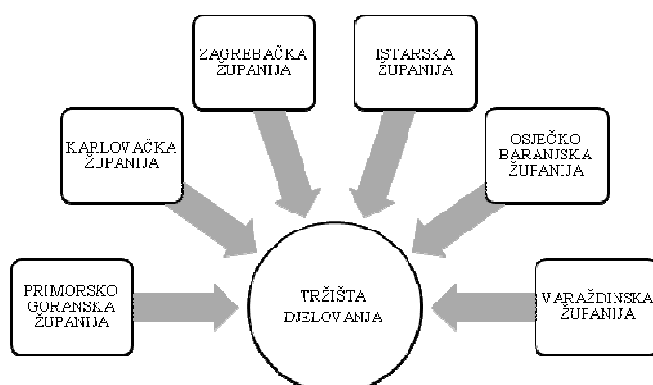 ZAGREBAČKA
ŽUPANIJA
ISTARSKA
ŽUPANIJA
KARLOVAČKA
ŽUPANIJA
OSJEČKO
BARANJSKA
ŽUPANIJA
PRIMORSKO
GORANSKA
ŽUPANIJA
TRŽIŠTA
DJELOVANJA
VARAŽDINSKA
ŽUPANIJA